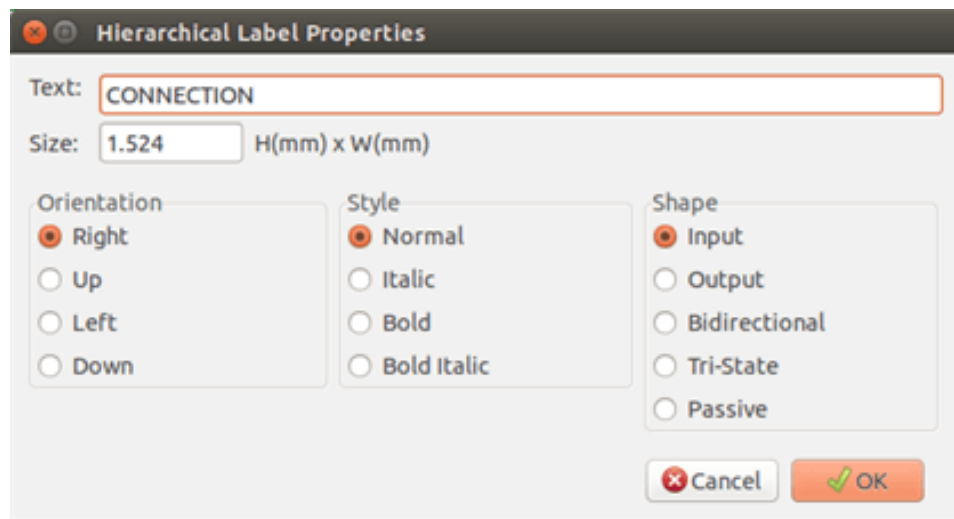 Hierarchical Label Properties
Text: CONNECTION
Size: 1.524 H(mm) x W(mm)
Orientation Style Shape
Right Normal Input
Up Italic Output
Left Bold Bidirectional
Down Bold Italic Tri-State
Passive
Cancel OK